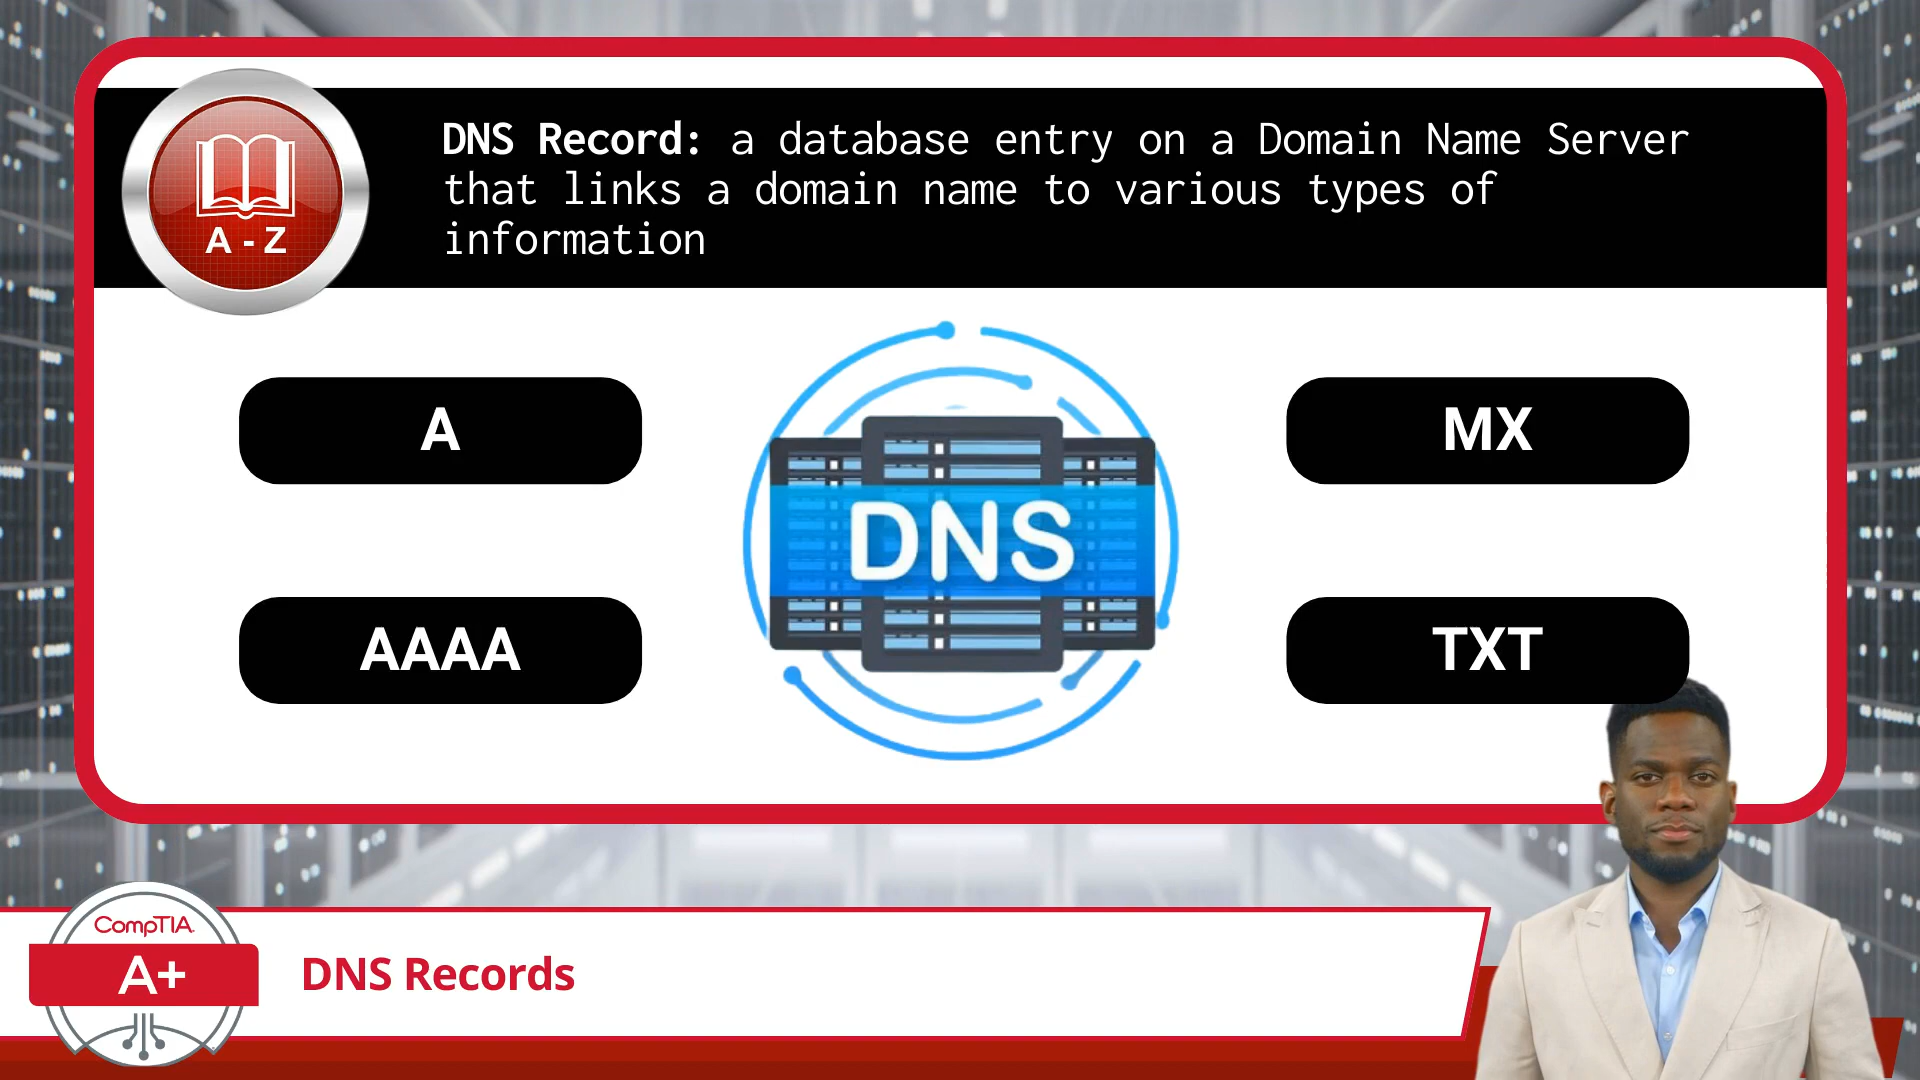 DNS Record: a database entry on a Domain Name Server
that links a domain name to various types of
information
A - Z
A
MX
DNS
AAAA
TXT
CompTIA.
A+
DNS Records